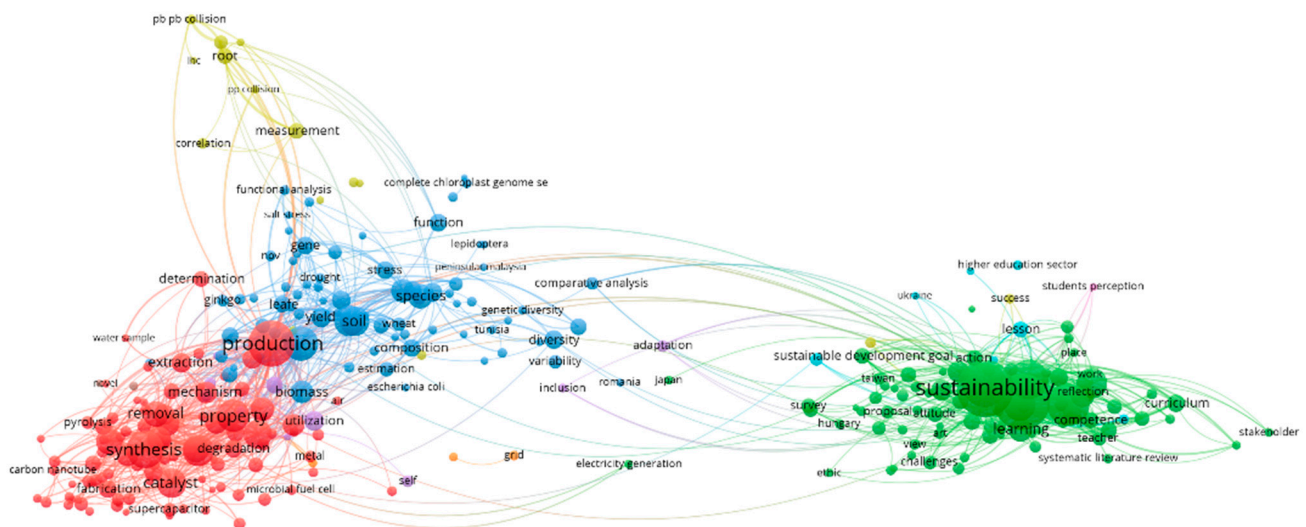 pb pb collision
root
lhc
pp collision
measurement
correlation
functional analysis
complete chloroplast genome se
salt stress
function
gene
lepidoptera
npv
stress
peninsular malaysia
determination
drought
comparative analysis
higher education sector
students perception
ginkgo
leafe
species
ukraine
success
yield
soil
genetic diversity
lesson
water sample
production
wheat
tunisia
diversity
adaptation
place
extraction
composition
variability
sustainable development goal
action
estimation
novel
mechanism
biomass
escherichia coli
inclusion
romania
japan
taiwan
sustainability
work
reflection
air
removal
property
utilization
survey
proposal
attitude
competence
curriculum
pyrolysis
hungary
art
learning
teacher
stakeholder
synthesis
degradation
metal
grid
electricity generation
view
challenges
systematic literature review
carbon nanotube
fabrication
catalyst
microbial fuel cell
self
ethic
supercapacitor